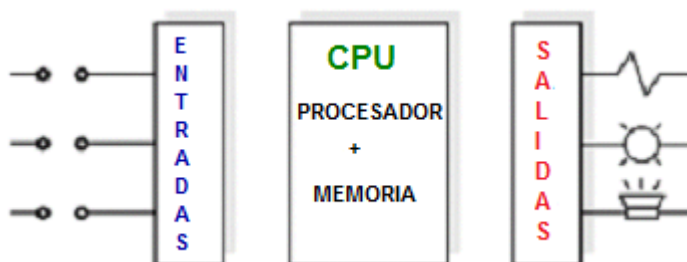 ENTRADAS
CPU
PROCESADOR
+
MEMORIA
SALIDAS